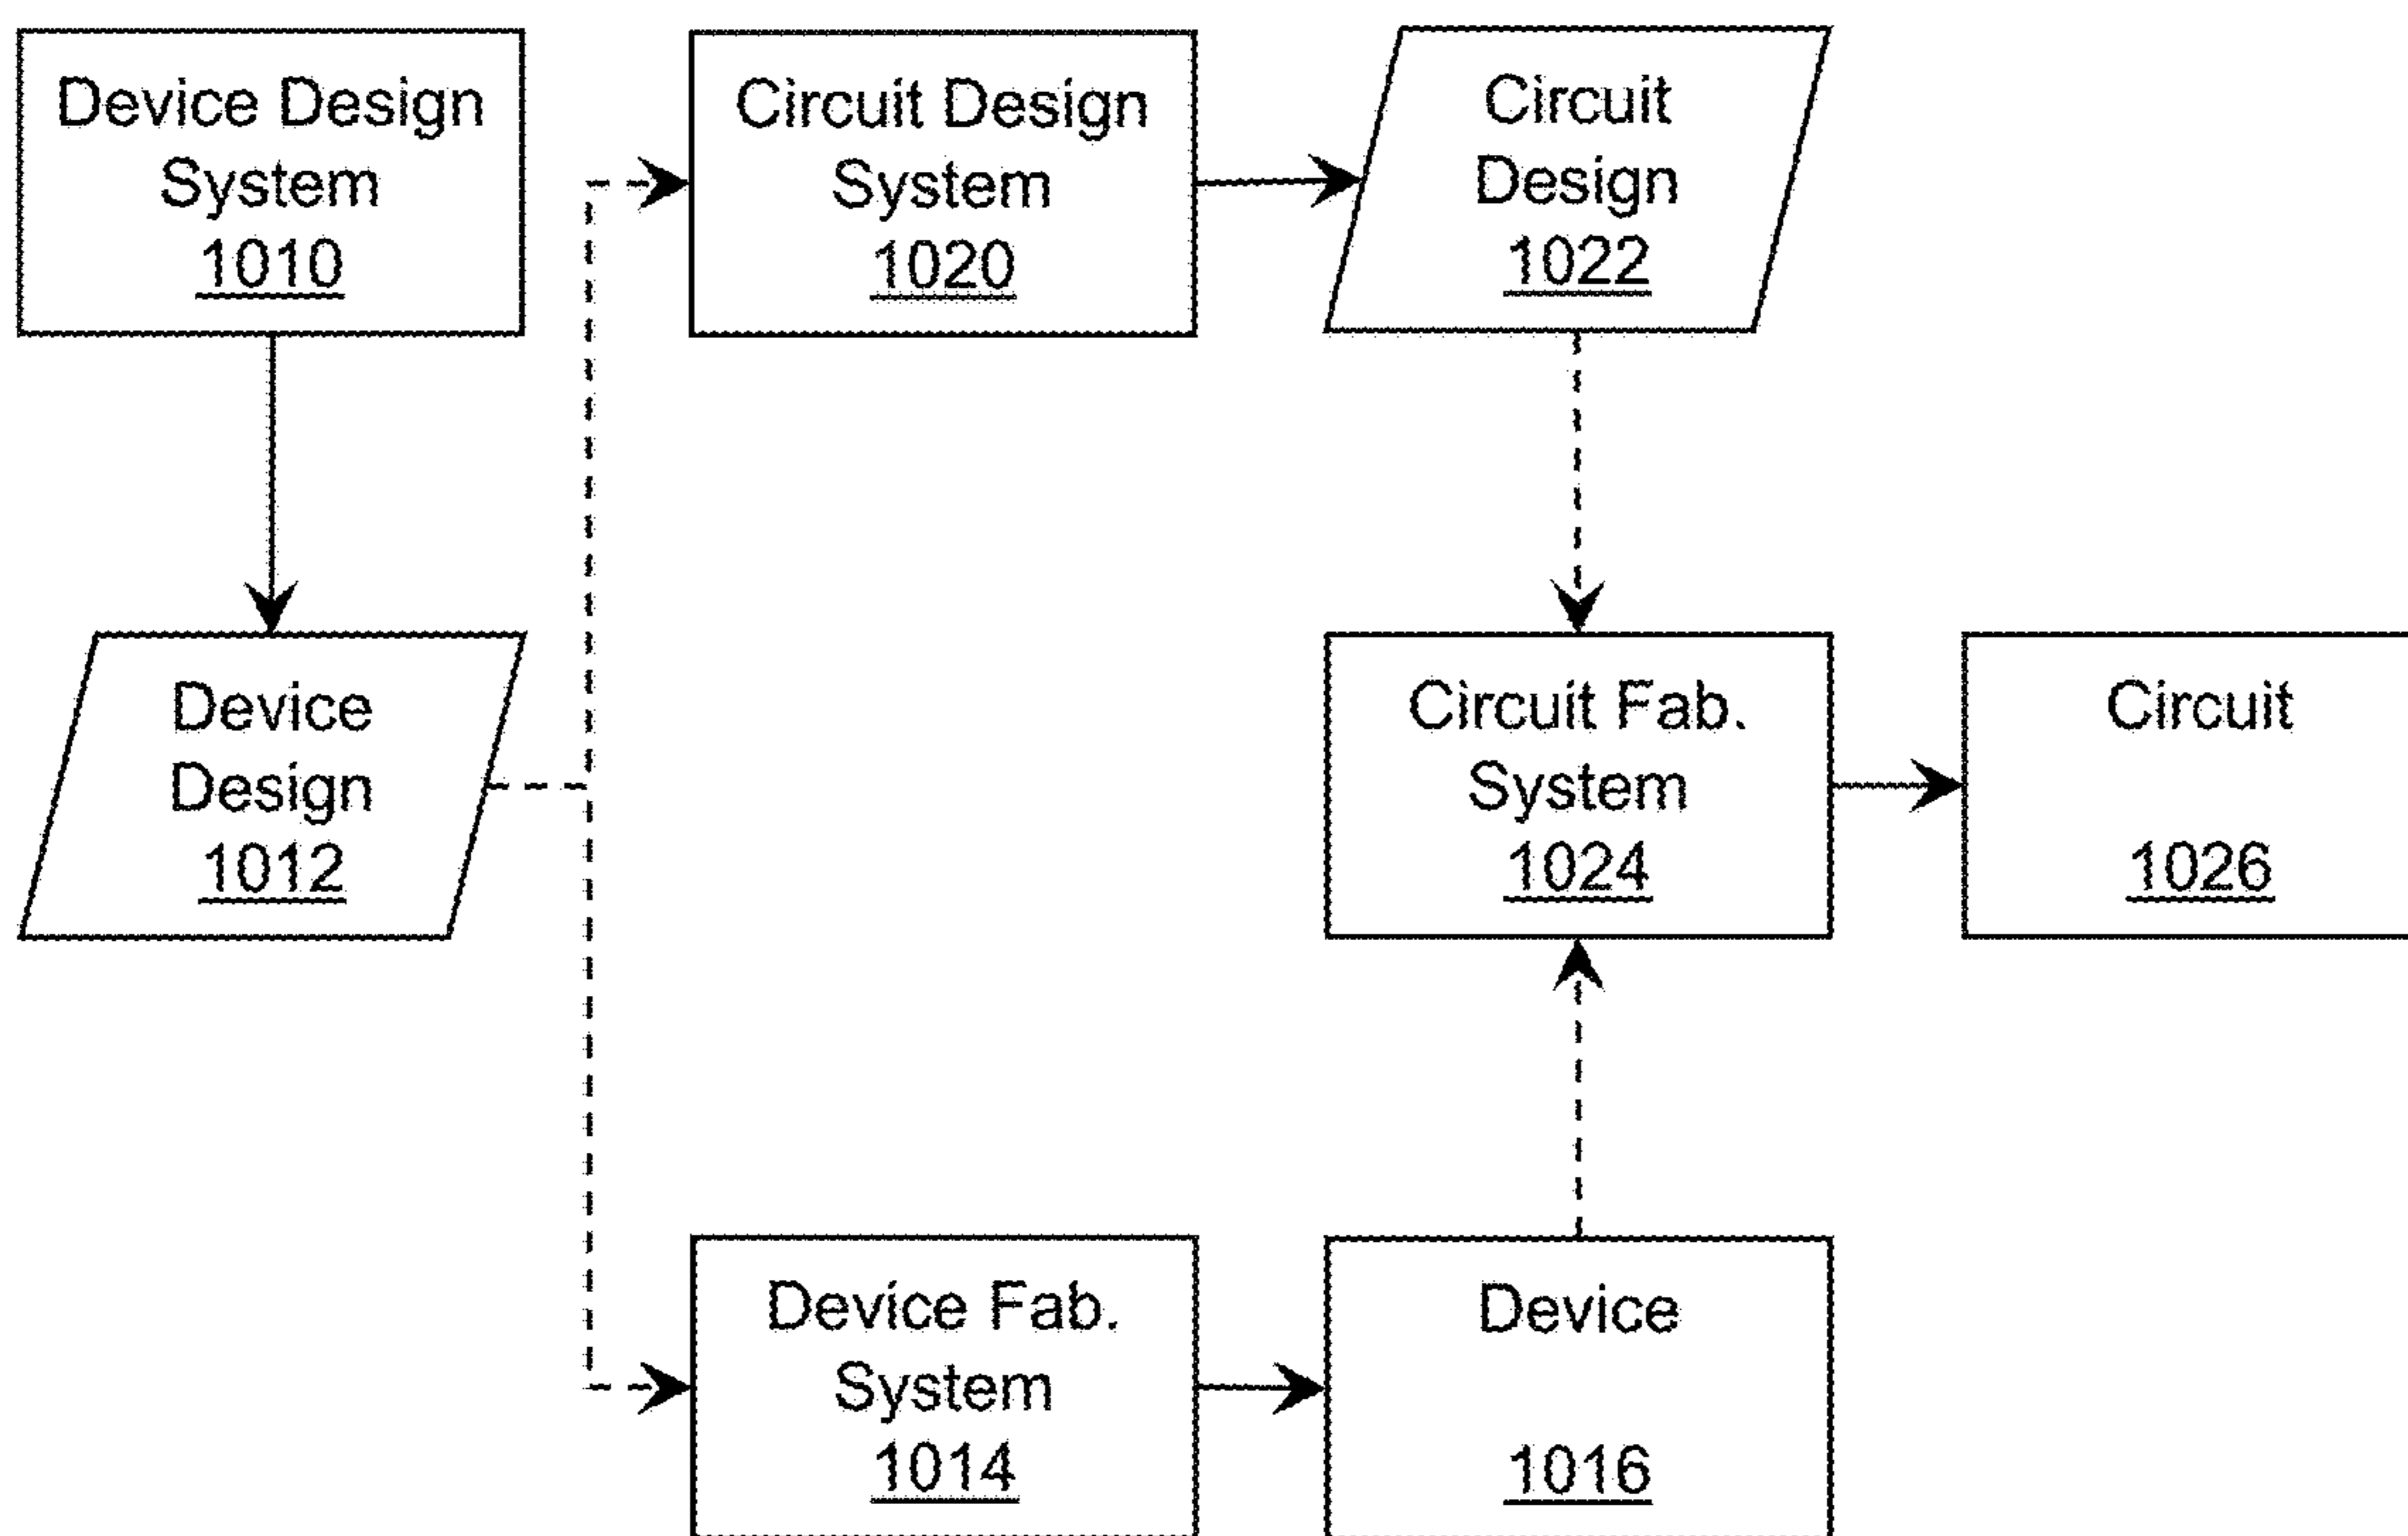 Device Design
System
1010
Circuit Design
System
1020
Circuit
Design
1022
Device
Design
1012
Circuit Fab.
System
1024
Circuit
1026
Device Fab.
System
1014
Device
1016